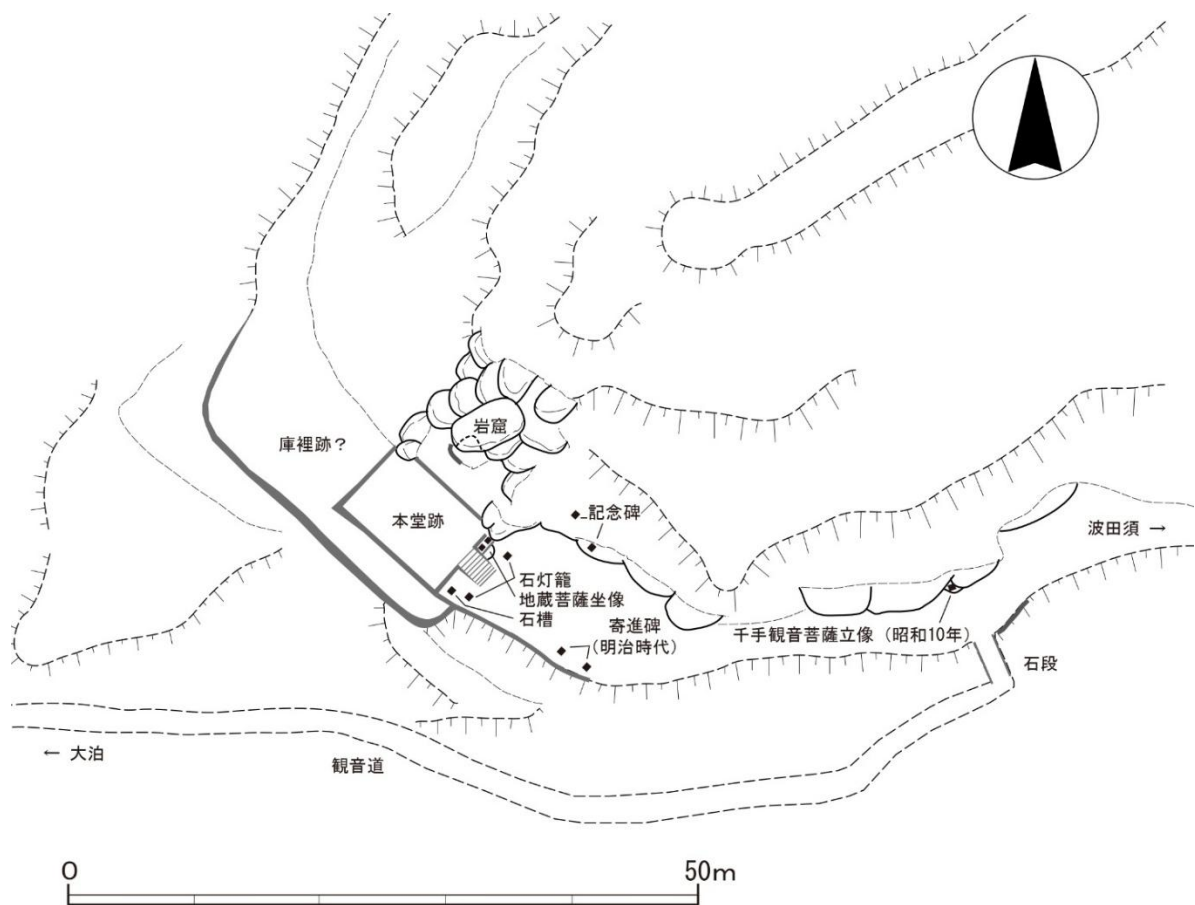 岩窟
庫裡跡？
本堂跡
記念碑
波田須 →
石灯籠
地蔵菩薩坐像
石槽
寄進碑
（明治時代）
千手観音菩薩立像（昭和10年）
石段
← 大泊
観音道
0
50m